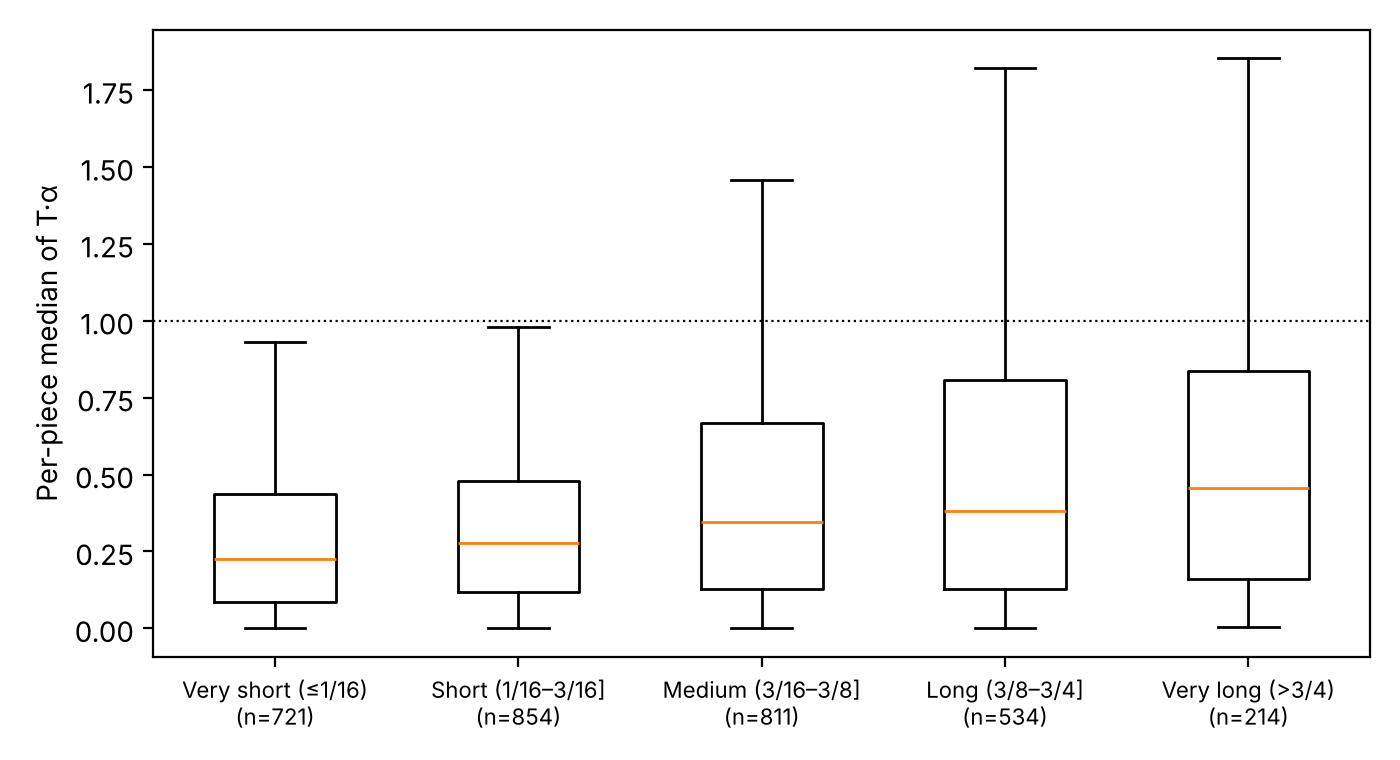 Per-piece median of T·α
1.75
1.50
1.25
1.00
0.75
0.50
0.25
0.00
Very short (≤1/16)
(n=721)
Short (1/16–3/16]
(n=854)
Medium (3/16–3/8]
(n=811)
Long (3/8–3/4]
(n=534)
Very long (>3/4)
(n=214)